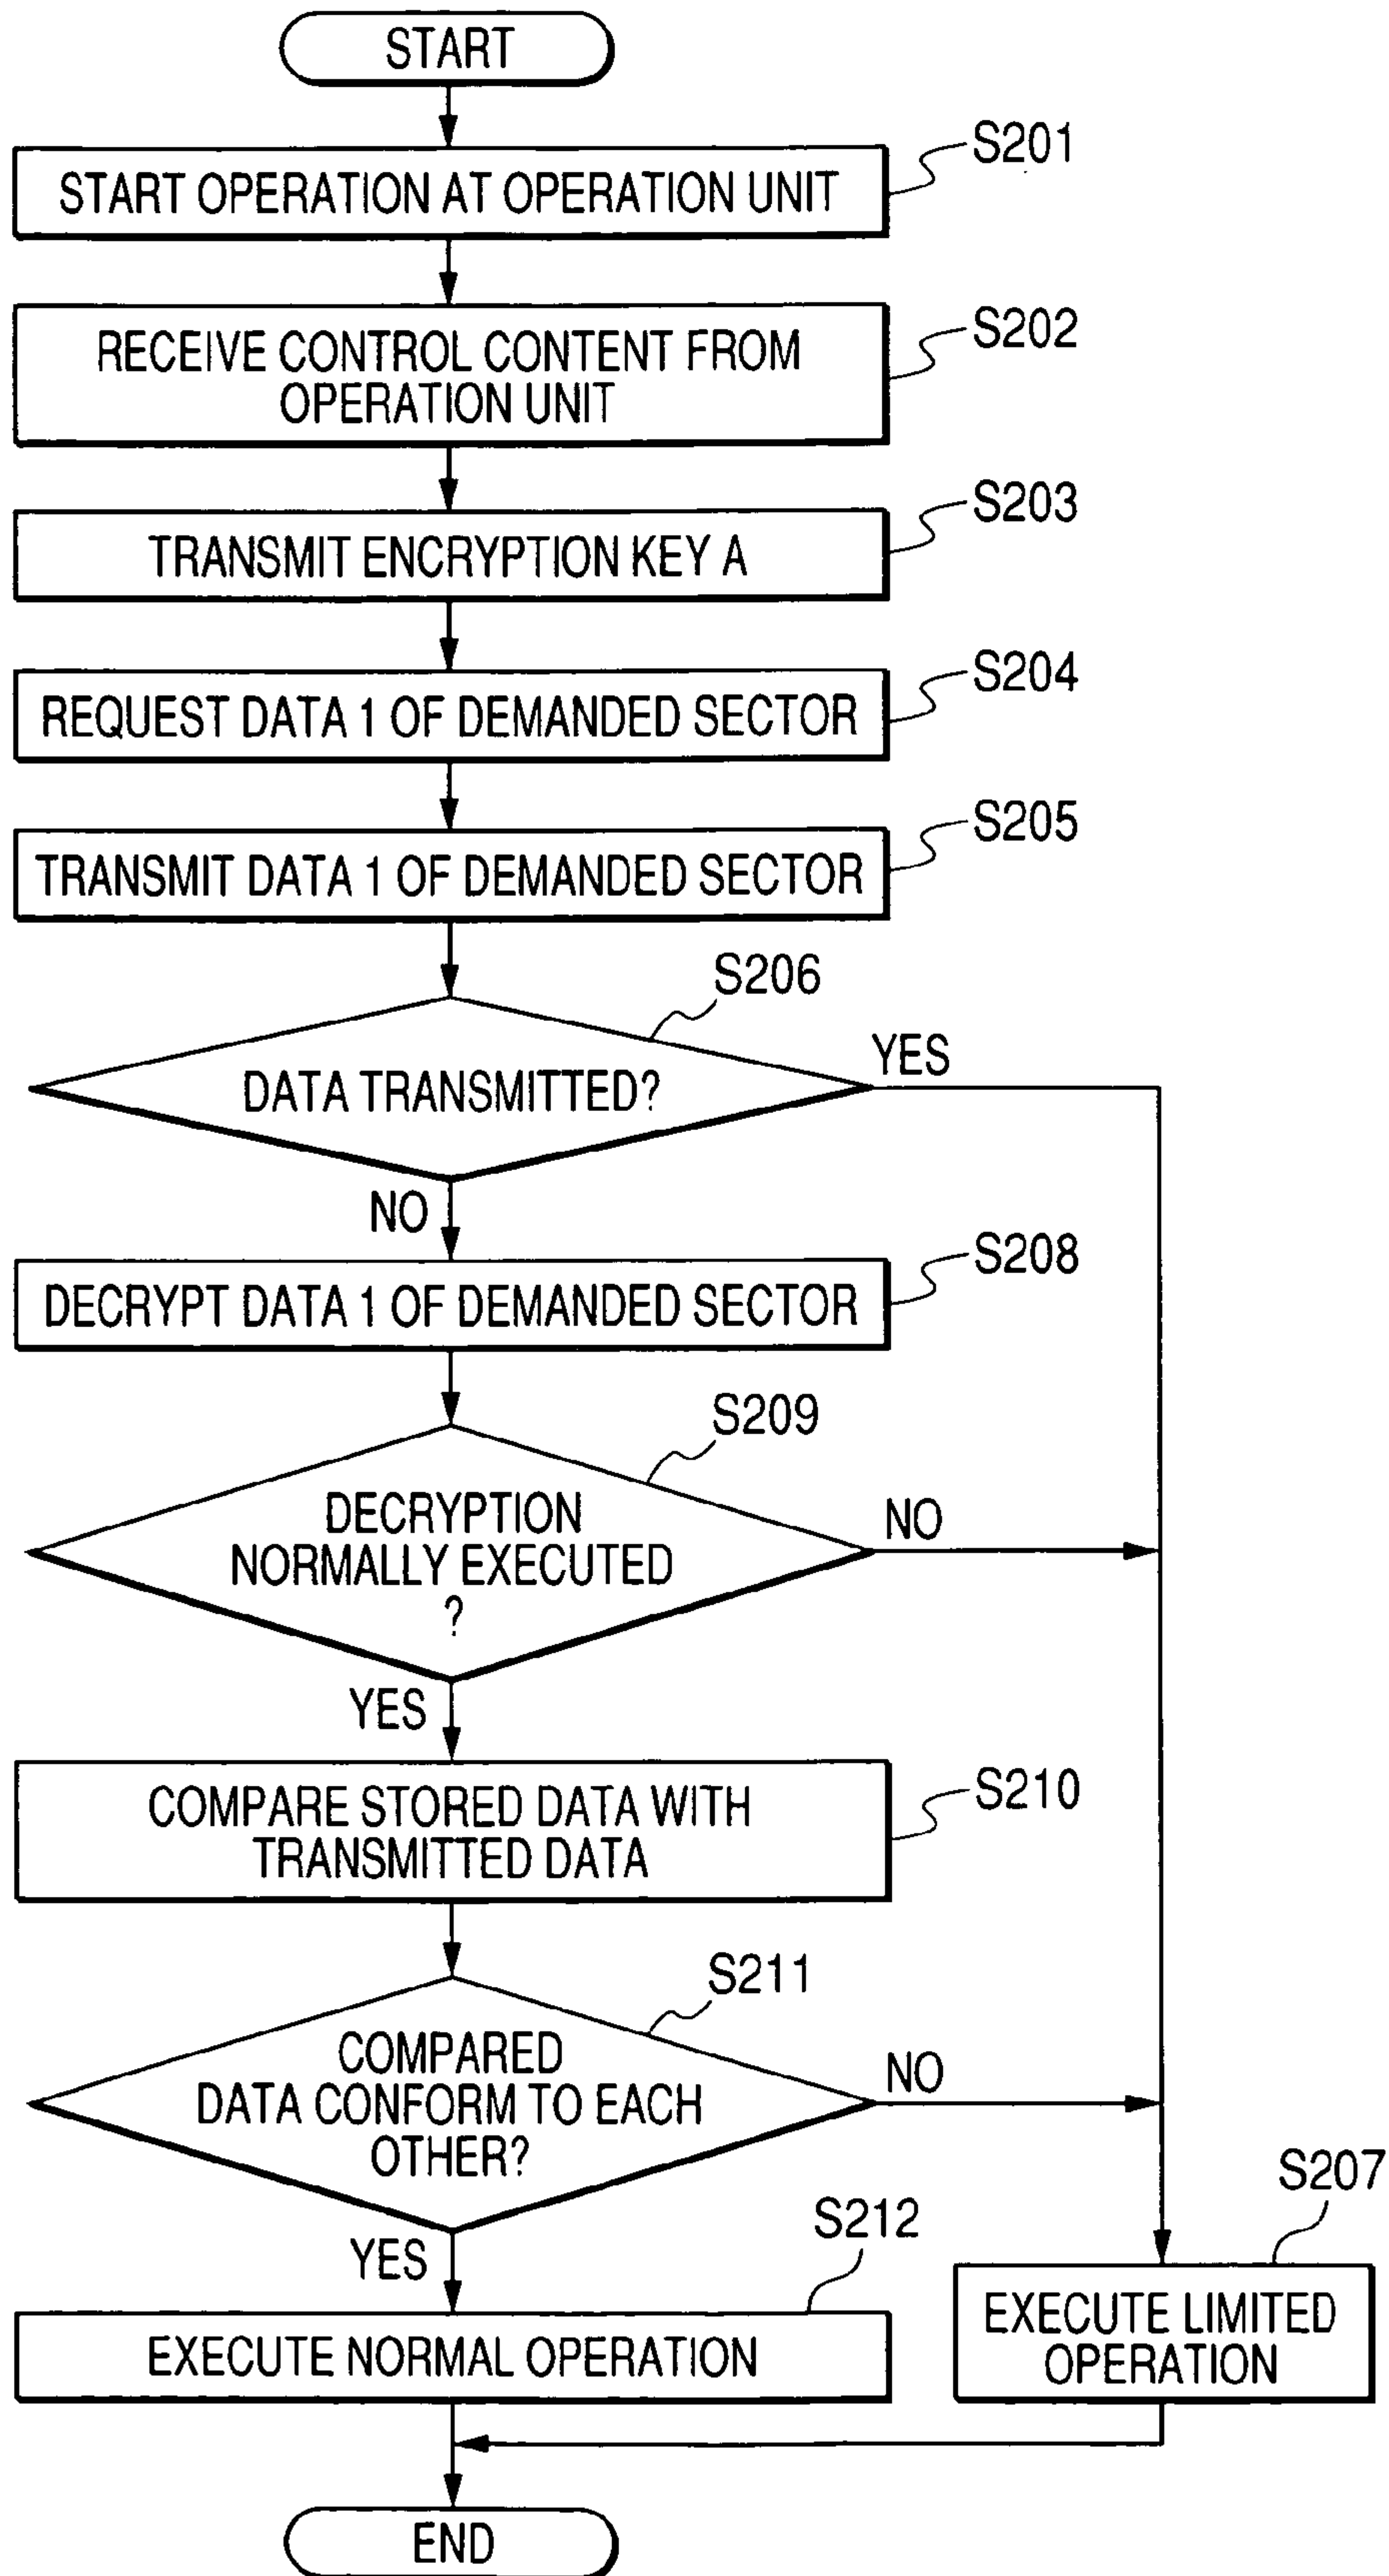 START
S201
START OPERATION AT OPERATION UNIT
S202
RECEIVE CONTROL CONTENT FROM
OPERATION UNIT
S203
TRANSMIT ENCRYPTION KEY A
S204
REQUEST DATA 1 OF DEMANDED SECTOR
S205
TRANSMIT DATA 1 OF DEMANDED SECTOR
S206
DATA TRANSMITTED?
YES
NO
S208
DECRYPT DATA 1 OF DEMANDED SECTOR
S209
DECRYPTION
NORMALLY EXECUTED
?
NO
YES
S210
COMPARE STORED DATA WITH
TRANSMITTED DATA
S211
COMPARED
DATA CONFORM TO EACH
OTHER?
NO
YES
S212
EXECUTE NORMAL OPERATION
S207
EXECUTE LIMITED
OPERATION
END